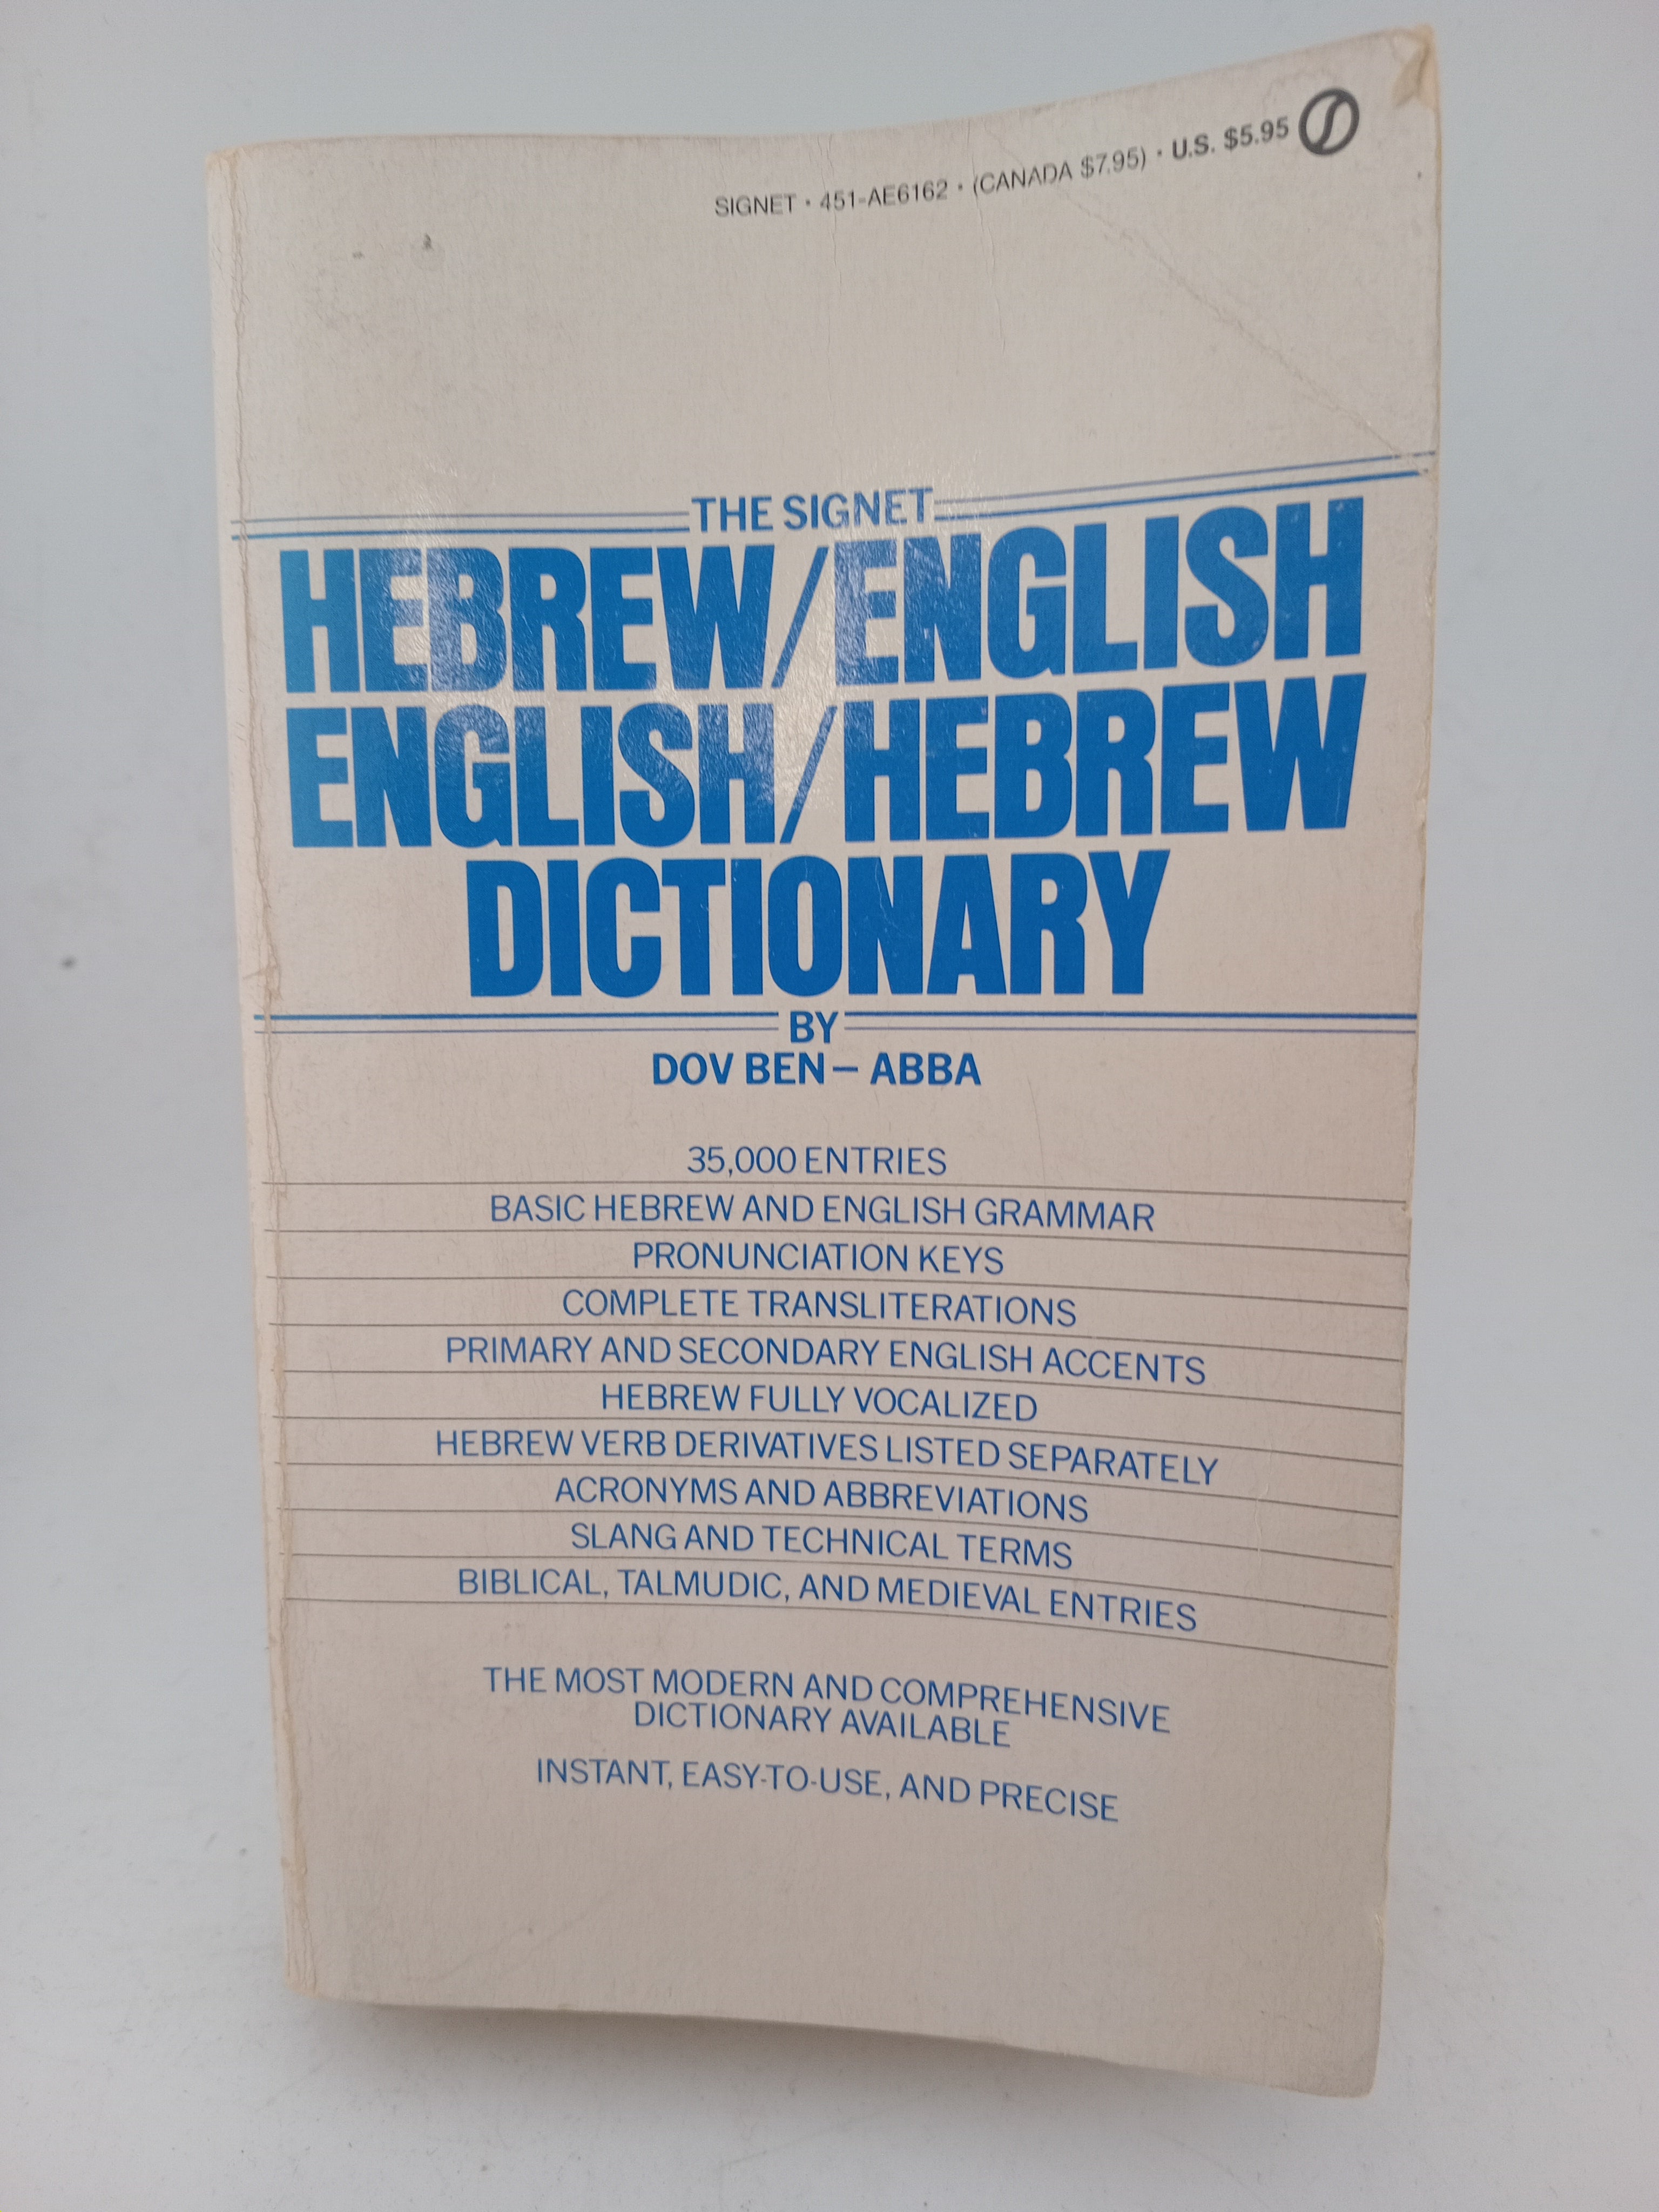 SIGNET • 451-AE6162 • (CANADA $7.95) • U.S. $5.95
THE SIGNET
HEBREW/ENGLISH
ENGLISH/HEBREW
DICTIONARY
BY
DOV BEN – ABBA
35,000 ENTRIES
BASIC HEBREW AND ENGLISH GRAMMAR
PRONUNCIATION KEYS
COMPLETE TRANSLITERATIONS
PRIMARY AND SECONDARY ENGLISH ACCENTS
HEBREW FULLY VOCALIZED
HEBREW VERB DERIVATIVES LISTED SEPARATELY
ACRONYMS AND ABBREVIATIONS
SLANG AND TECHNICAL TERMS
BIBLICAL, TALMUDIC, AND MEDIEVAL ENTRIES
THE MOST MODERN AND COMPREHENSIVE
DICTIONARY AVAILABLE
INSTANT, EASY-TO-USE, AND PRECISE